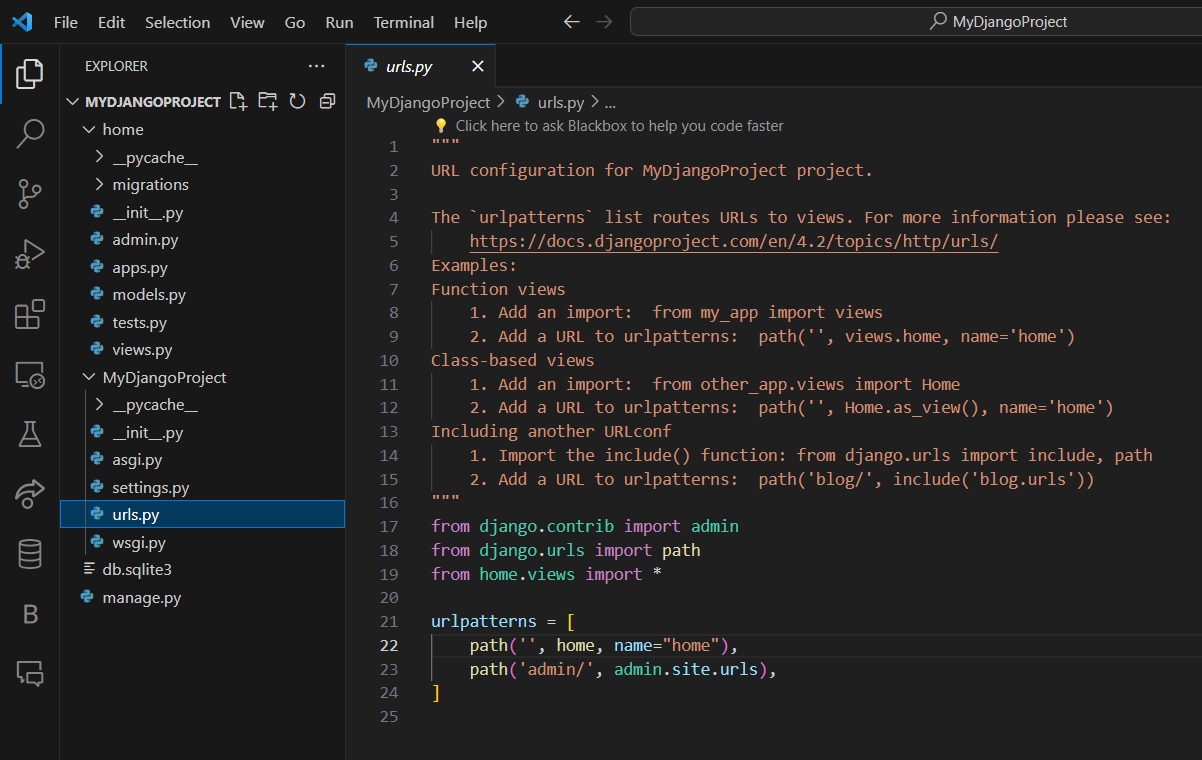 File Edit Selection View Go Run Terminal Help MyDjangoProject
EXPLORER
MYDJANGOPROJECT
home
__pycache__
migrations
__init__.py
admin.py
apps.py
models.py
tests.py
views.py
MyDjangoProject
__pycache__
__init__.py
asgi.py
settings.py
urls.py
wsgi.py
db.sqlite3
manage.py
urls.py
MyDjangoProject > urls.py > ...
Click here to ask Blackbox to help you code faster
1 """
2 URL configuration for MyDjangoProject project.
3
4 The `urlpatterns` list routes URLs to views. For more information please see:
5     https://docs.djangoproject.com/en/4.2/topics/http/urls/
6 Examples:
7 Function views
8     1. Add an import:  from my_app import views
9     2. Add a URL to urlpatterns:  path('', views.home, name='home')
10 Class-based views
11     1. Add an import:  from other_app.views import Home
12     2. Add a URL to urlpatterns:  path('', Home.as_view(), name='home')
13 Including another URLconf
14     1. Import the include() function: from django.urls import include, path
15     2. Add a URL to urlpatterns:  path('blog/', include('blog.urls'))
16 """
17 from django.contrib import admin
18 from django.urls import path
19 from home.views import *
20
21 urlpatterns = [
22     path('', home, name="home"),
23     path('admin/', admin.site.urls),
24 ]
25
B